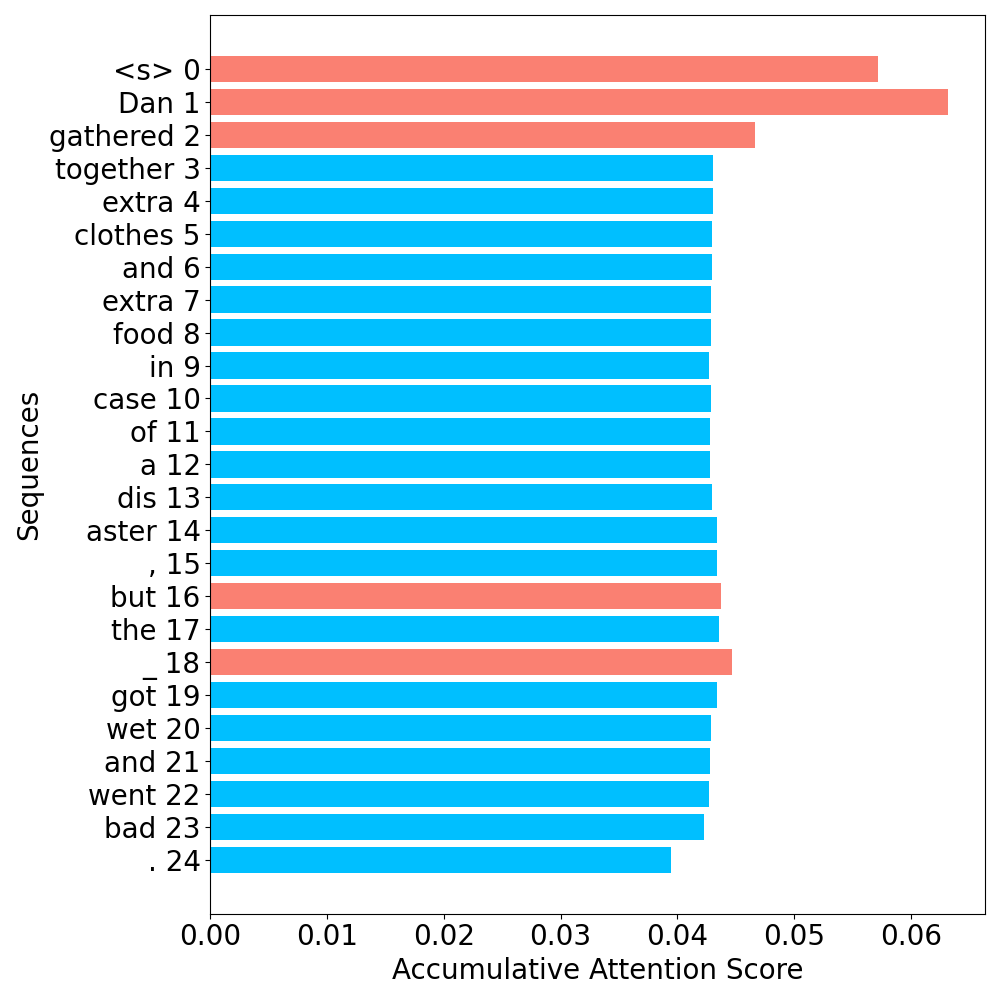 <s> 0
Dan 1
gathered 2
together 3
extra 4
clothes 5
and 6
extra 7
food 8
in 9
case 10
of 11
a 12
dis 13
aster 14
, 15
but 16
the 17
_ 18
got 19
wet 20
and 21
went 22
bad 23
. 24
Sequences
0.00 0.01 0.02 0.03 0.04 0.05 0.06
Accumulative Attention Score